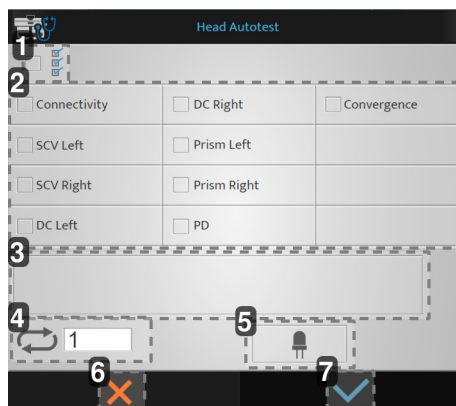 Head Autotest
1
2
Connectivity DC Right Convergence
SCV Left Prism Left
SCV Right Prism Right
DC Left PD
3
4 5
1
6 7